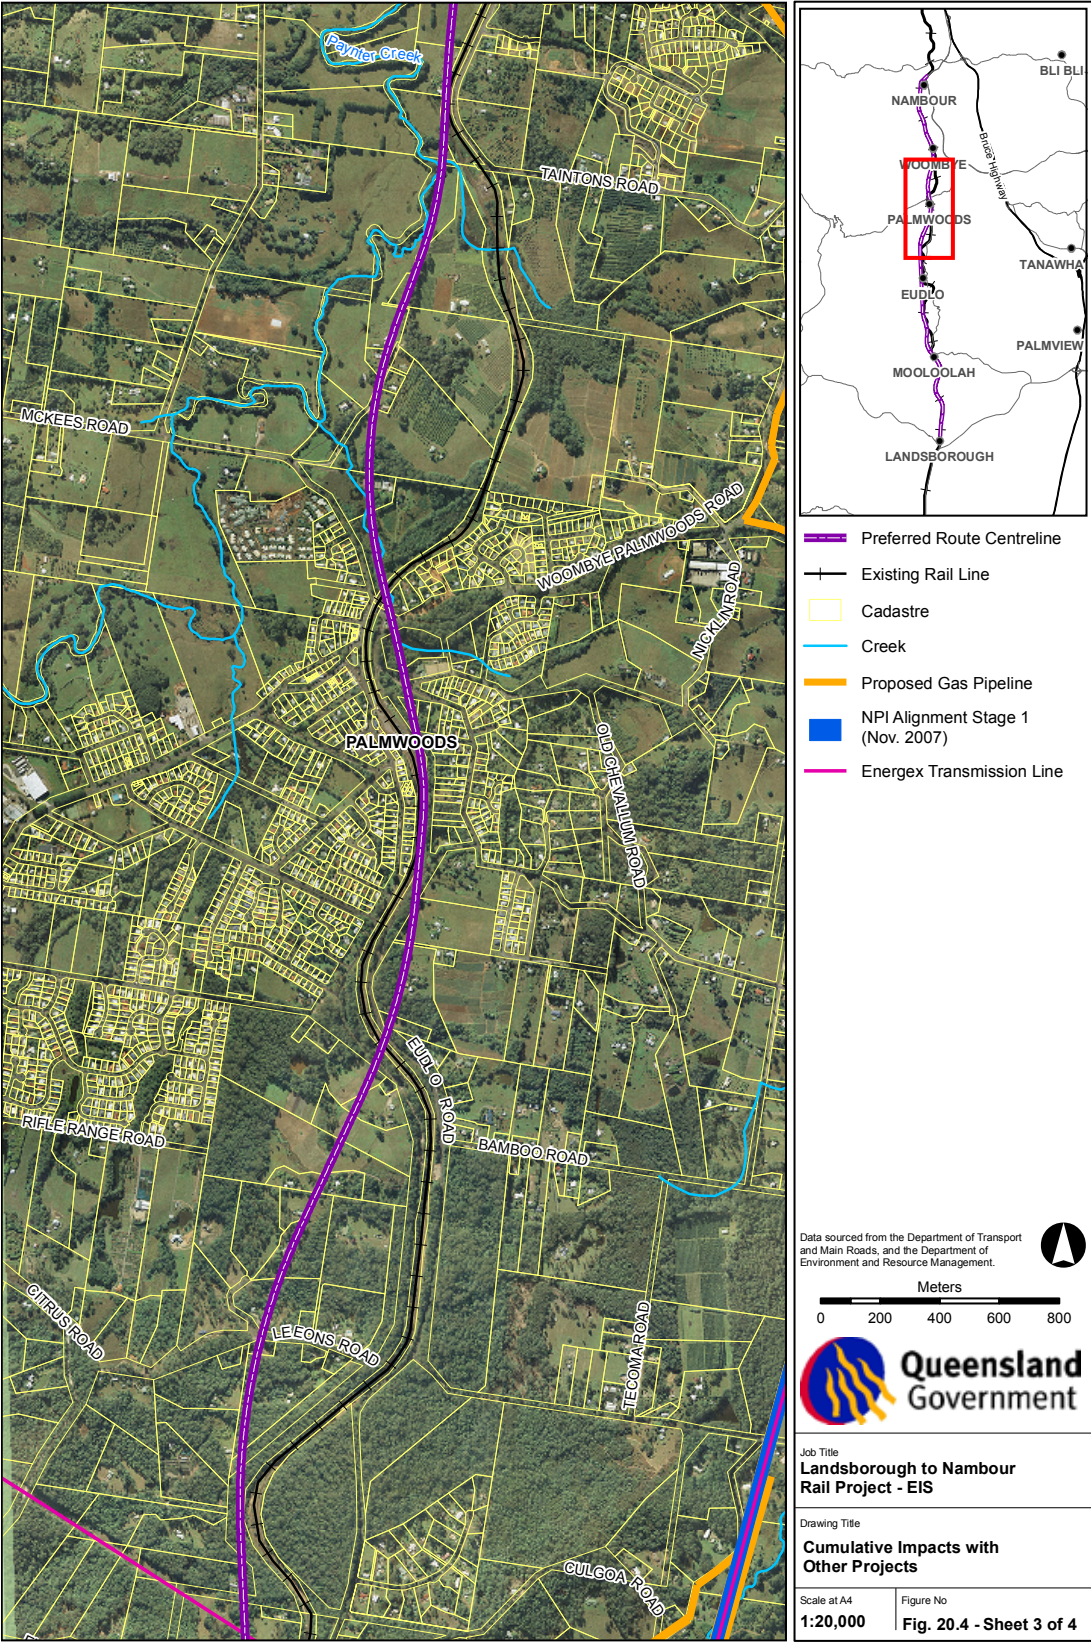 Paynter Creek
TAINTONS ROAD
MCKEES ROAD
WOOMBYE PALMWOODS ROAD
NICKLIN ROAD
PALMWOODS
OLD CHEVALLUM ROAD
EUDLO ROAD
RIFLE RANGE ROAD
BAMBOO ROAD
CITRUS ROAD
LEEONS ROAD
TECOMA ROAD
CULGOA ROAD
BLI BLI
NAMBOUR
Bruce Highway
WOOMBYE
PALMWOODS
TANAWHA
EUDLO
PALMVIEW
MOOLOOLAH
LANDSBOROUGH
Preferred Route Centreline
Existing Rail Line
Cadastre
Creek
Proposed Gas Pipeline
NPI Alignment Stage 1
(Nov. 2007)
Energex Transmission Line
Data sourced from the Department of Transport
and Main Roads, and the Department of
Environment and Resource Management.
Meters
0 200 400 600 800
Queensland
Government
Job Title
Landsborough to Nambour
Rail Project - EIS
Drawing Title
Cumulative Impacts with
Other Projects
Scale at A4
1:20,000
Figure No
Fig. 20.4 - Sheet 3 of 4